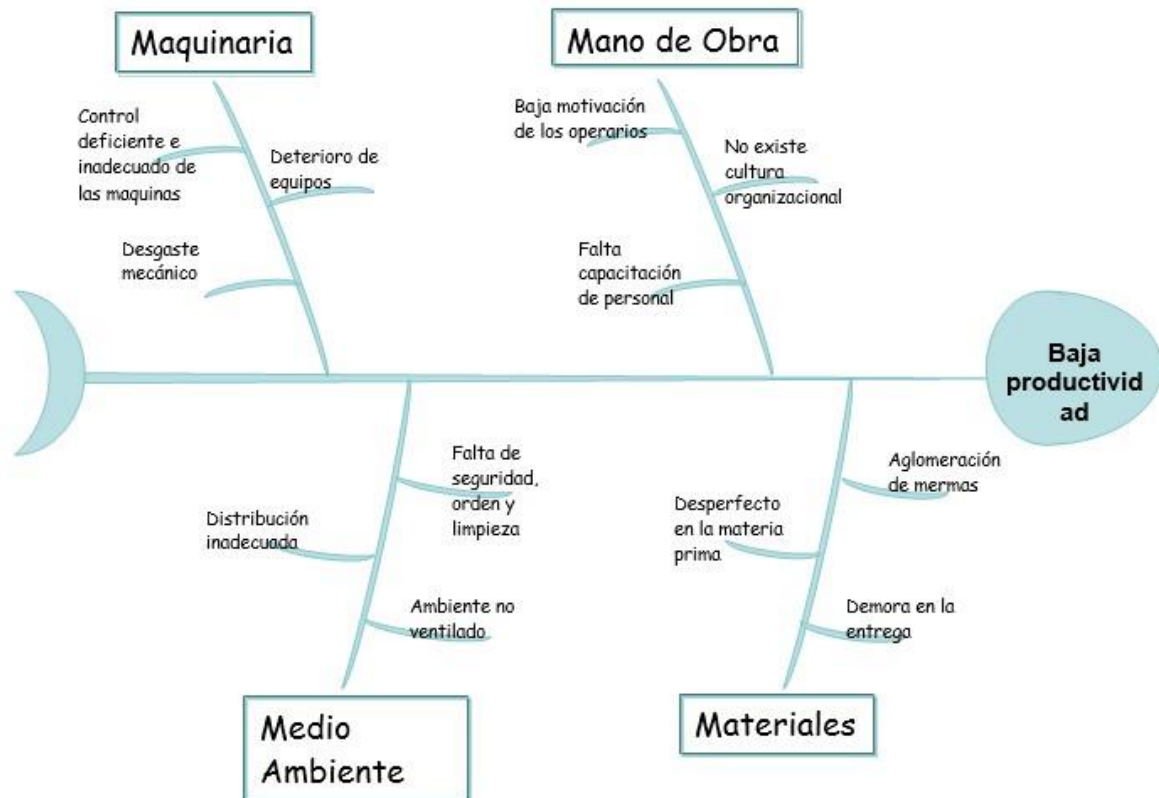 Maquinaria
Mano de Obra
Control
deficiente e
inadecuado de
las maquinas
Deterioro de
equipos
Desgaste
mecánico
Baja motivación
de los operarios
No existe
cultura
organizacional
Falta
capacitación
de personal
Baja
productivid
ad
Falta de
seguridad,
orden y
limpieza
Distribución
inadecuada
Ambiente no
ventilado
Aglomeración
de mermas
Desperfecto
en la materia
prima
Demora en la
entrega
Medio
Ambiente
Materiales